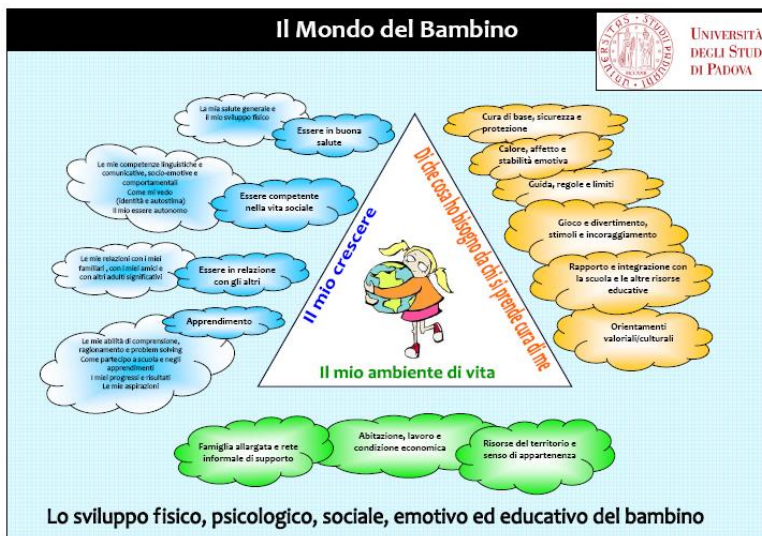 Il Mondo del Bambino
UNIVERSITÀ
DEGLI STUDI
DI PADOVA
La mia salute generale e
il mio sviluppo fisico
Essere in buona
salute
Le mie competenze linguistiche e
comunicative, socio-emotive e
comportamentali
Come mi vedo
(identità e autostima)
Il mio essere autonomo
Essere competente
nella vita sociale
Le mie relazioni con i miei
familiari , con i miei amici e
con altri adulti significativi
Essere in relazione
con gli altri
Apprendimento
Le mie abilità di comprensione,
ragionamento e problem solving
Come partecipo a scuola e negli
apprendimenti
I miei progressi e risultati
Le mie aspirazioni
Il mio crescere
Di che cosa ho bisogno da chi si prende cura di me
Il mio ambiente di vita
Cura di base, sicurezza e
protezione
Calore, affetto e
stabilità emotiva
Guida, regole e limiti
Gioco e divertimento,
stimoli e incoraggiamento
Rapporto e integrazione con
la scuola e le altre risorse
educative
Orientamenti
valoriali/culturali
Famiglia allargata e rete
informale di supporto
Abitazione, lavoro e
condizione economica
Risorse del territorio e
senso di appartenenza
Lo sviluppo fisico, psicologico, sociale, emotivo ed educativo del bambino